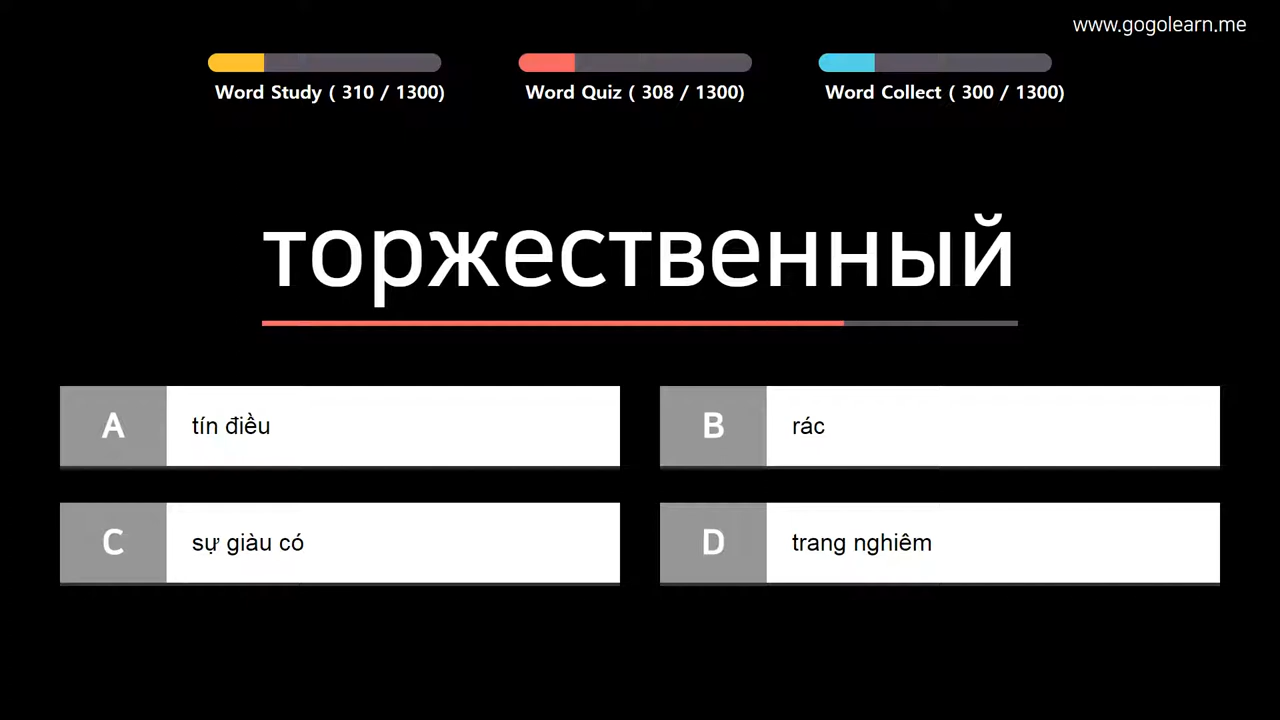 www.gogolearn.me
Word Study ( 310 / 1300)
Word Quiz ( 308 / 1300)
Word Collect ( 300 / 1300)
торжественный
A tín điều
B rác
C sự giàu có
D trang nghiêm